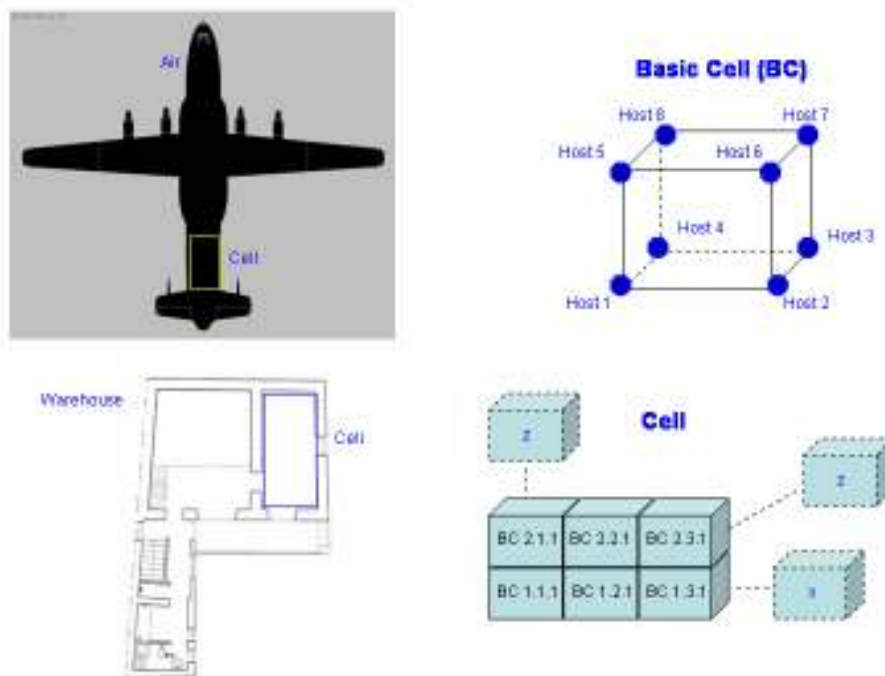 Air
Cell
Basic Cell (BC)
Host 8
Host 7
Host 5
Host 6
Host 4
Host 3
Host 1
Host 2
Warehouse
Cell
Cell
z
z
BC 2.1.1
BC 2.2.1
BC 2.3.1
BC 1.1.1
BC 1.2.1
BC 1.3.1